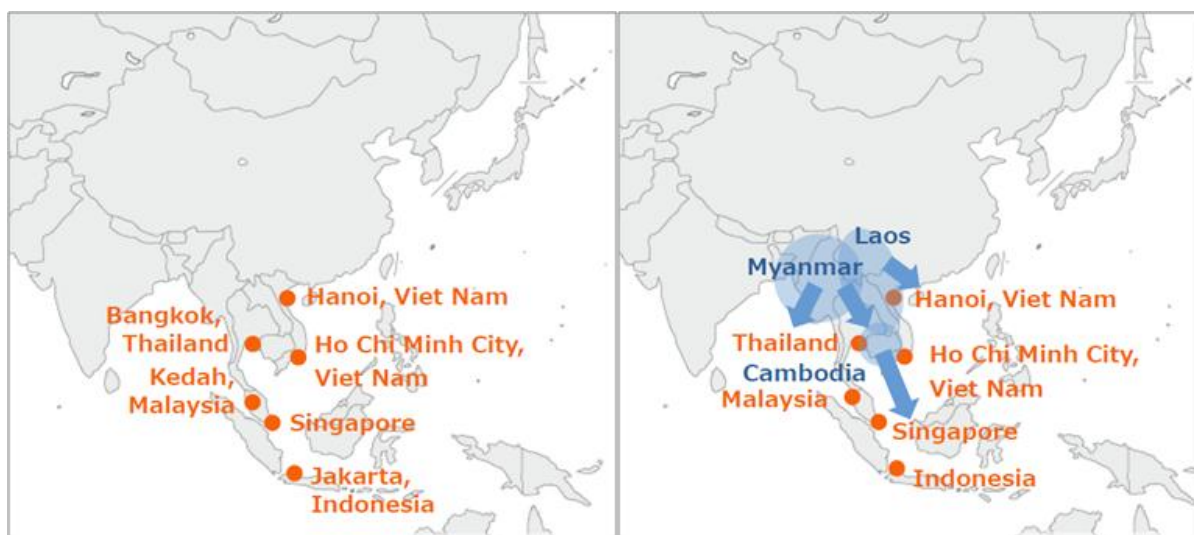 Hanoi, Viet Nam
Bangkok,
Thailand
Ho Chi Minh City,
Viet Nam
Kedah,
Malaysia
Singapore
Jakarta,
Indonesia
Laos
Myanmar
Hanoi, Viet Nam
Thailand
Ho Chi Minh City,
Viet Nam
Cambodia
Malaysia
Singapore
Indonesia